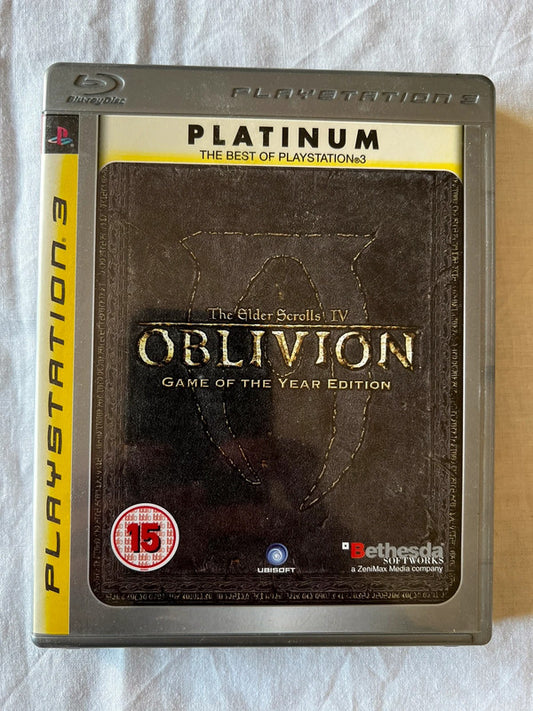 Blu-ray Disc
PLAYSTATION 3
PLAYSTATION 3
PLATINUM
THE BEST OF PLAYSTATION®3
The Elder Scrolls IV
OBLIVION
GAME OF THE YEAR EDITION
15
UBISOFT
Bethesda
SOFTWORKS
a ZeniMax Media company